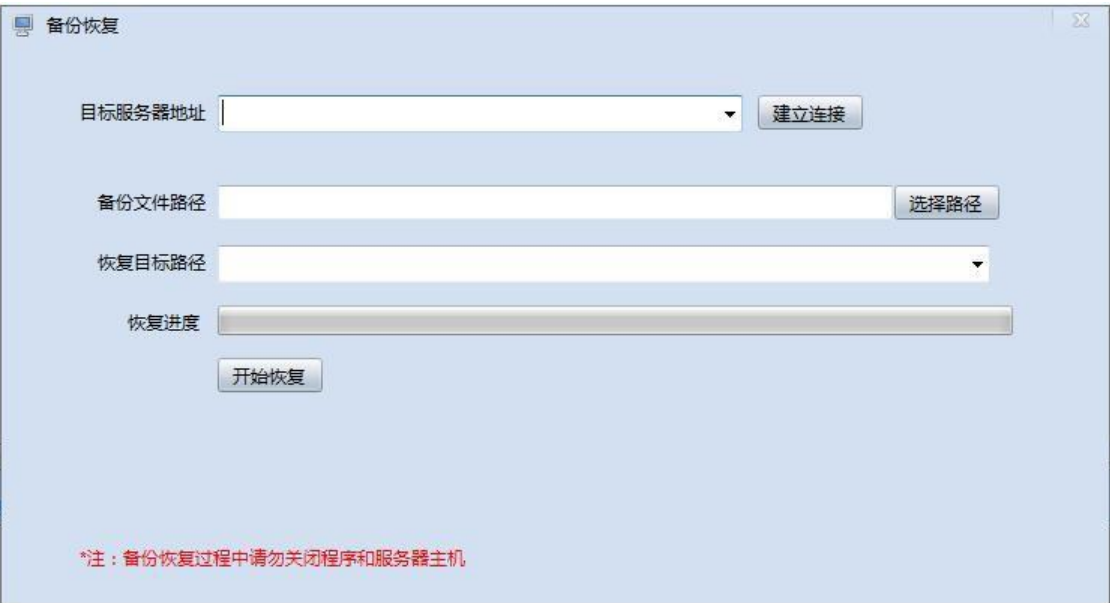 备份恢复
目标服务器地址 建立连接
备份文件路径 选择路径
恢复目标路径
恢复进度
开始恢复
*注：备份恢复过程中请勿关闭程序和服务器主机